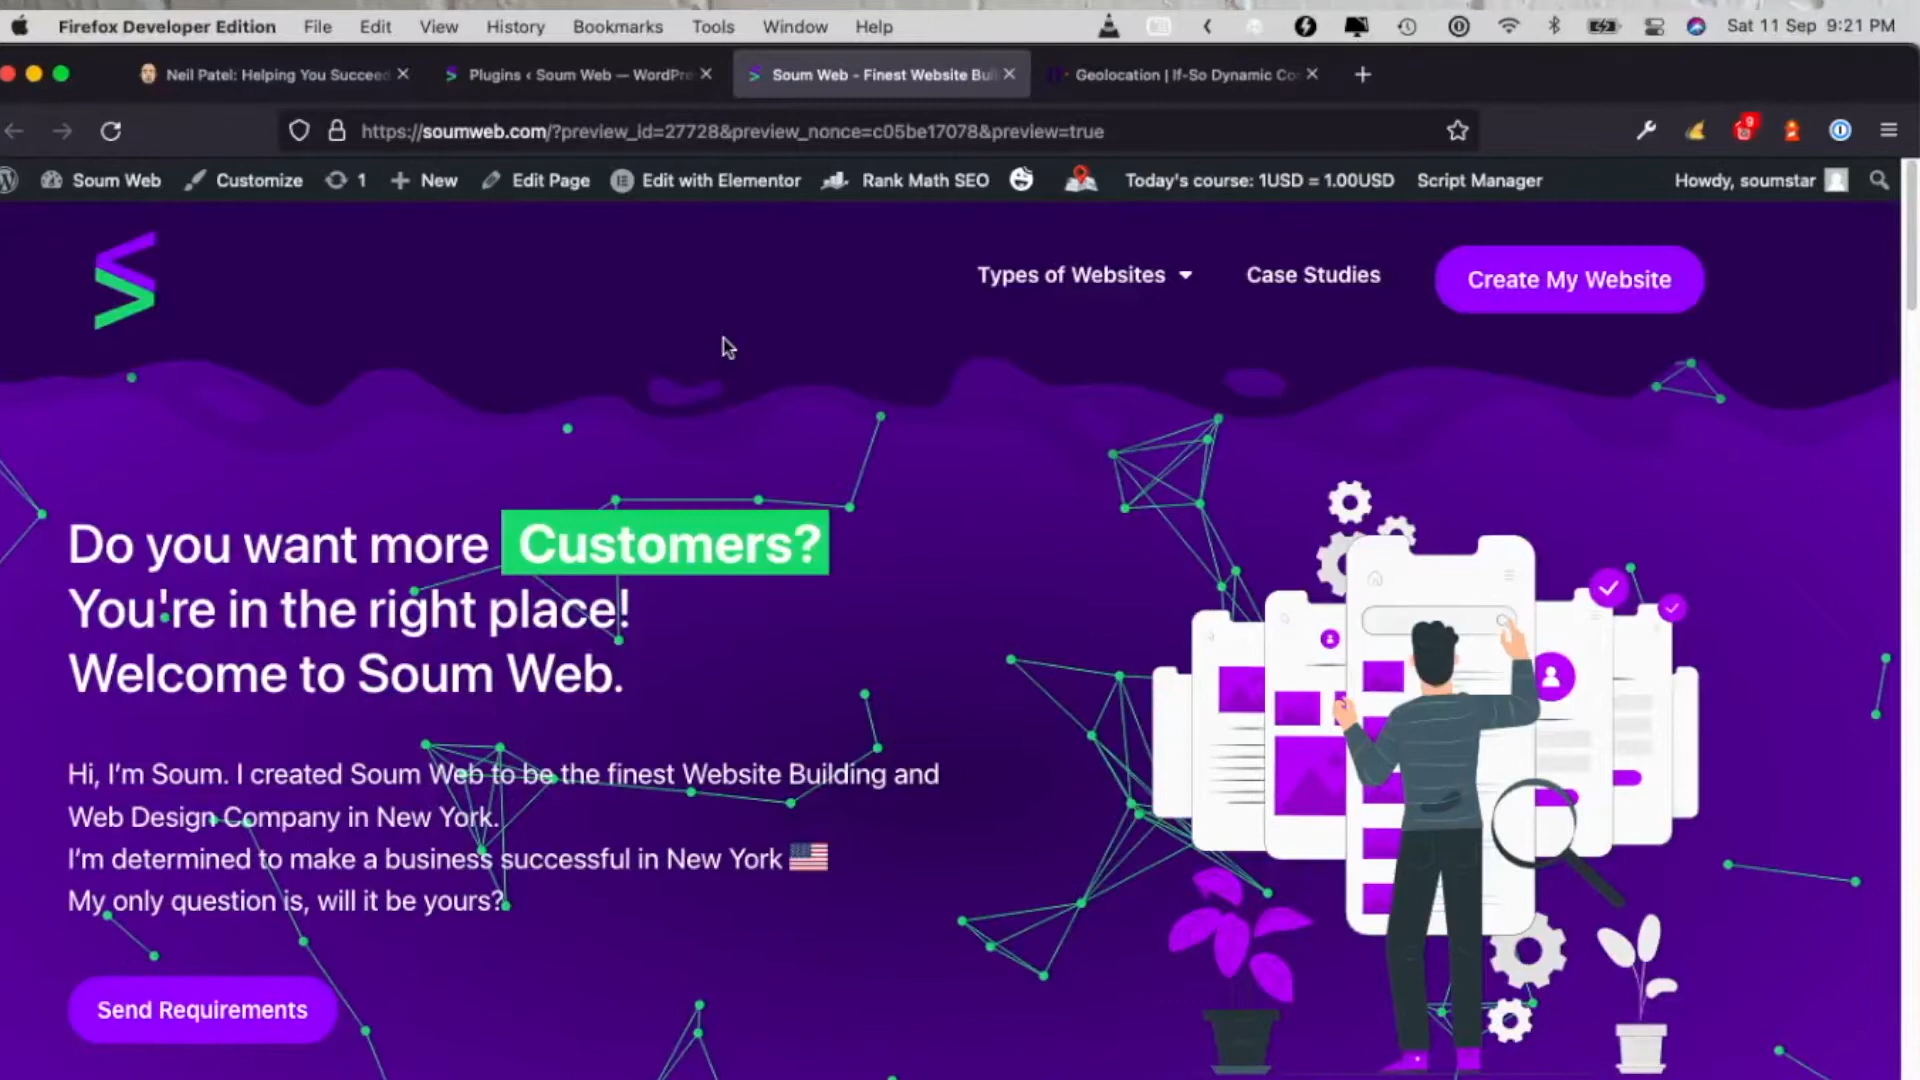 Firefox Developer Edition File Edit View History Bookmarks Tools Window Help Sat 11 Sep 9:21 PM
Neil Patel: Helping You Succeed Plugins ‹ Soum Web — WordPre Soum Web - Finest Website Bui Geolocation | If-So Dynamic Co
https://soumweb.com/?preview_id=27728&preview_nonce=c05be17078&preview=true 9
Soum Web Customize 1 New Edit Page Edit with Elementor Rank Math SEO Today's course: 1USD = 1.00USD Script Manager Howdy, soumstar
Types of Websites Case Studies Create My Website
Do you want more Customers?
You're in the right place!
Welcome to Soum Web.
Hi, I'm Soum. I created Soum Web to be the finest Website Building and
Web Design Company in New York.
I'm determined to make a business successful in New York 🇺🇸
My only question is, will it be yours?
Send Requirements